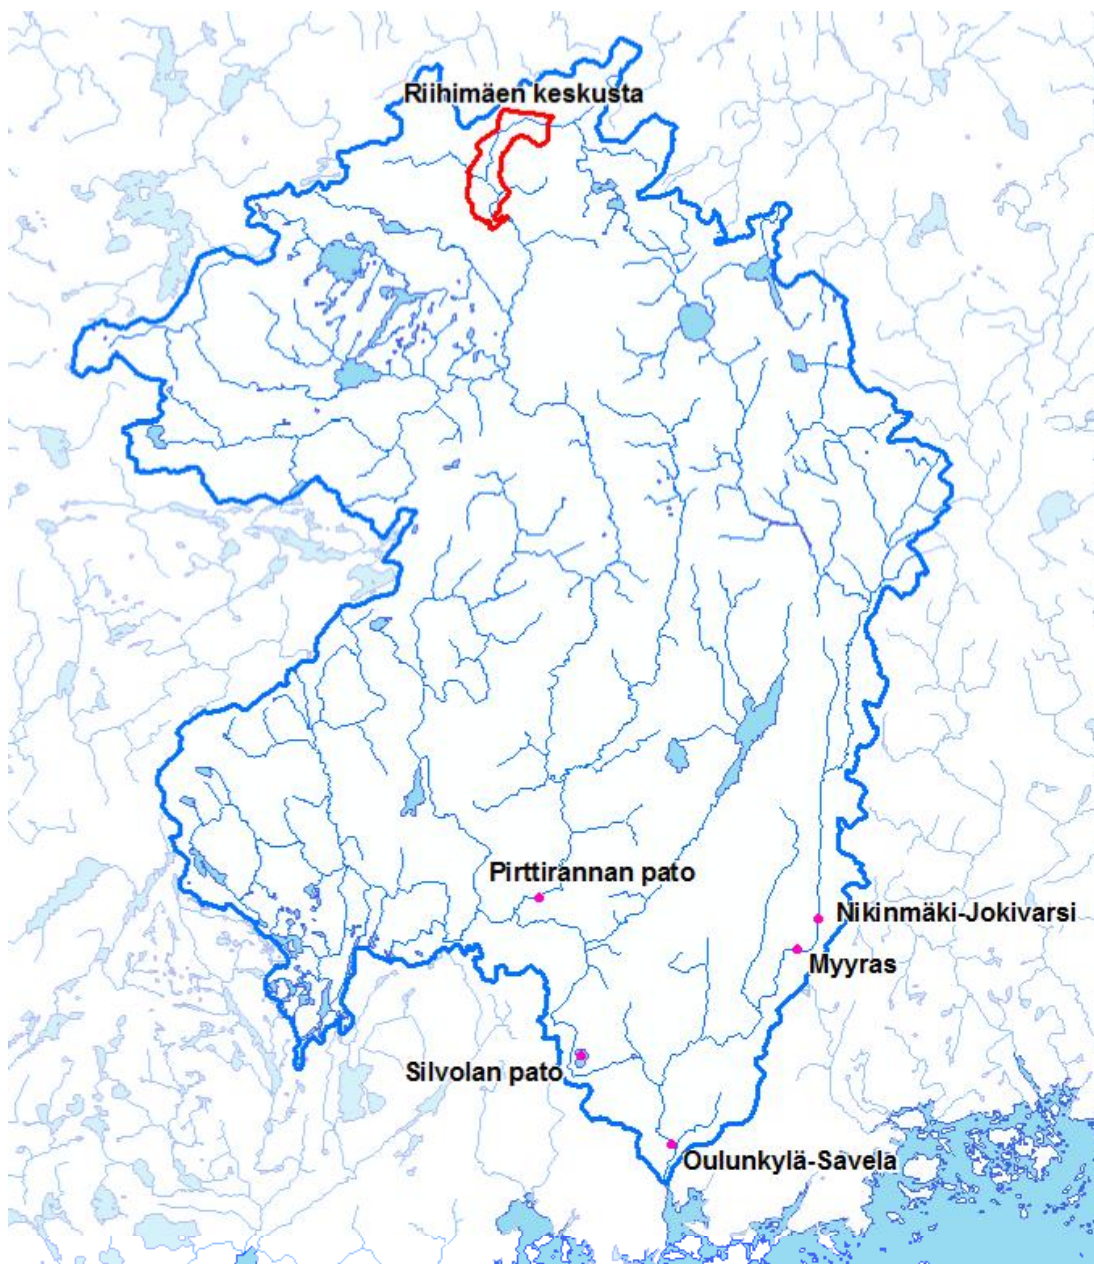 Riihimäen keskusta
Pirttirannan pato
Nikinmäki-Jokivarsi
Myyras
Silvolan pato
Oulunkylä-Savela